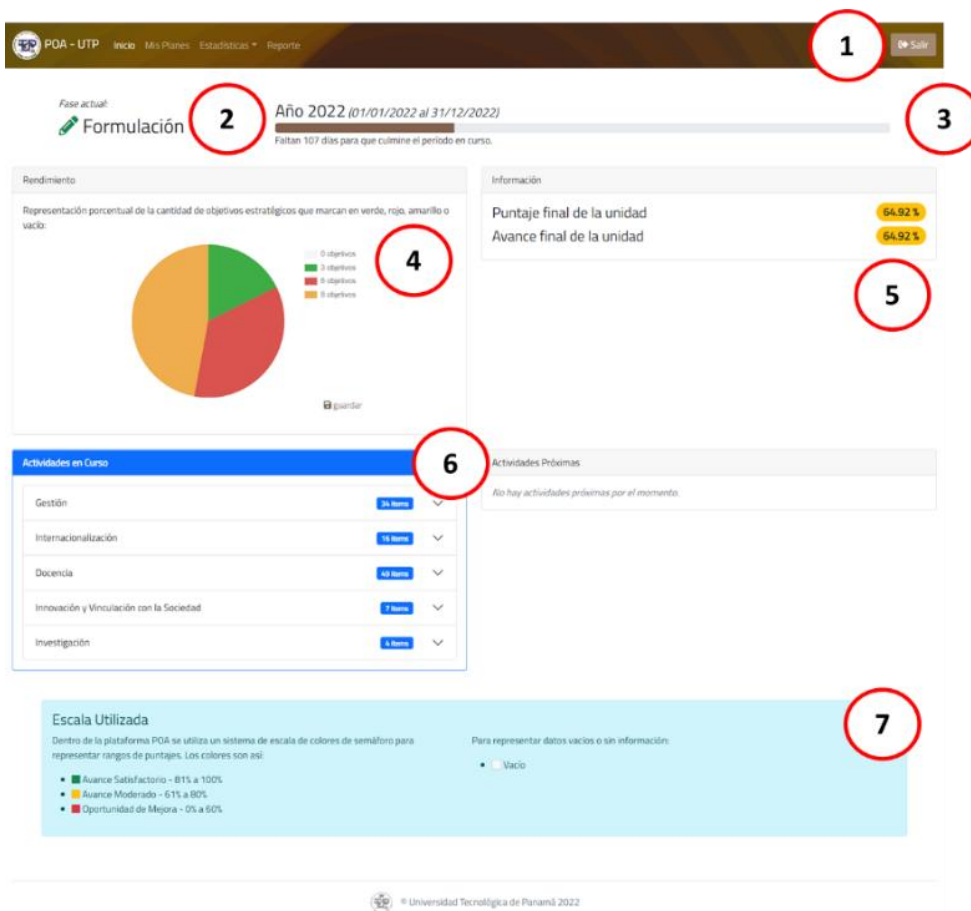 POA - UTP Inicio Mis Planes Estadísticas Reporte
1
Salir
Fase actual:
Formulación
2
Año 2022 (01/01/2022 al 31/12/2022)
Faltan 107 días para que culmine el período en curso.
3
Rendimiento
Representación porcentual de la cantidad de objetivos estratégicos que marcan en verde, rojo, amarillo o
vacío:
0 objetivos
3 objetivos
objetivos
objetivos
4
guardar
Información
Puntaje final de la unidad 64.92 %
Avance final de la unidad 64.92 %
5
Actividades en Curso
6
Gestión 34 items
Internacionalización 16 items
Docencia 49 items
Innovación y Vinculación con la Sociedad 7 items
Investigación 4 items
Actividades Próximas
No hay actividades próximas por el momento.
7
Escala Utilizada
Dentro de la plataforma POA se utiliza un sistema de escala de colores de semáforo para
representar rangos de puntajes. Los colores son así:
Avance Satisfactorio - 81% a 100%
Avance Moderado - 61% a 80%
Oportunidad de Mejora - 0% a 60%
Para representar datos vacíos o sin información:
Vacío
© Universidad Tecnológica de Panamá 2022